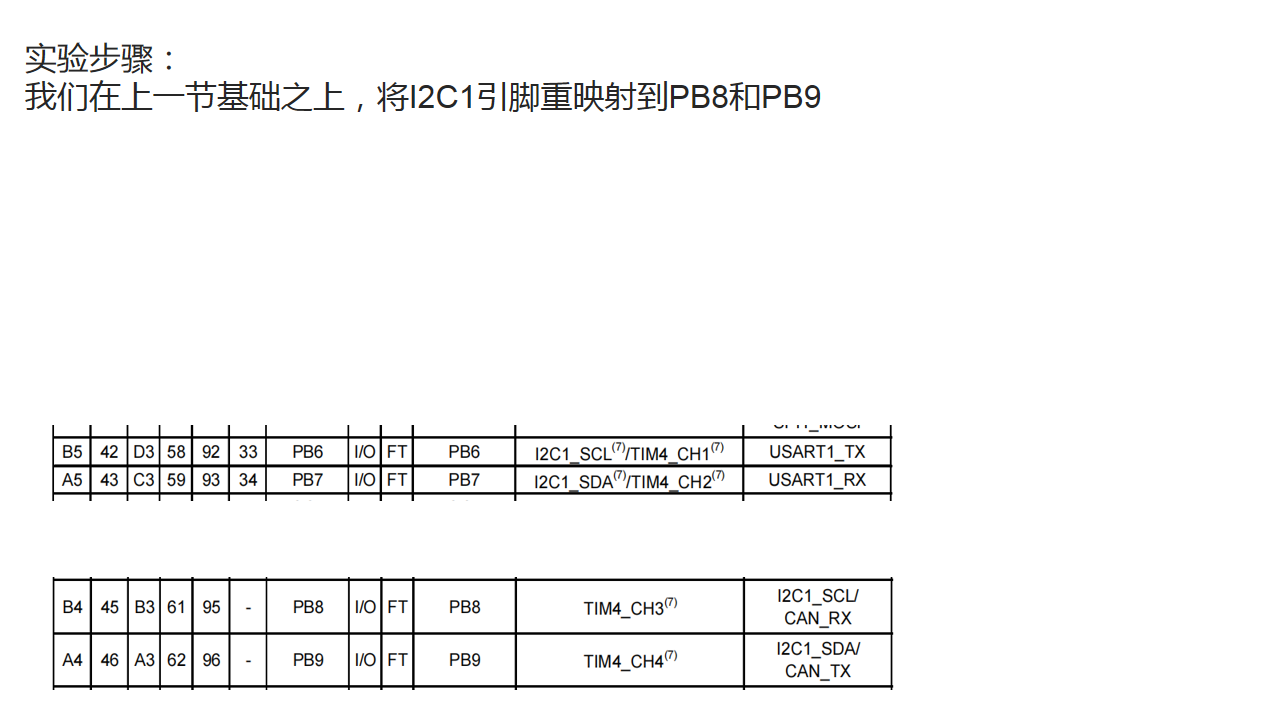 实验步骤：
我们在上一节基础之上，将I2C1引脚重映射到PB8和PB9
B5 42 D3 58 92 33 PB6 I/O FT PB6 I2C1_SCL(7)/TIM4_CH1(7) USART1_TX
A5 43 C3 59 93 34 PB7 I/O FT PB7 I2C1_SDA(7)/TIM4_CH2(7) USART1_RX
B4 45 B3 61 95 - PB8 I/O FT PB8 TIM4_CH3(7) I2C1_SCL/
CAN_RX
A4 46 A3 62 96 - PB9 I/O FT PB9 TIM4_CH4(7) I2C1_SDA/
CAN_TX